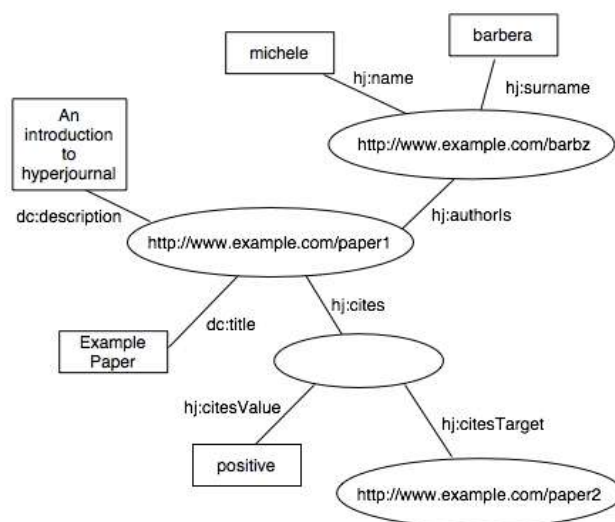 barbera
michele
hj:name
hj:surname
An
introduction
to
hyperjournal
http://www.example.com/barbz
dc:description
hj:authorIs
http://www.example.com/paper1
hj:cites
dc:title
Example
Paper
hj:citesValue
hj:citesTarget
positive
http://www.example.com/paper2